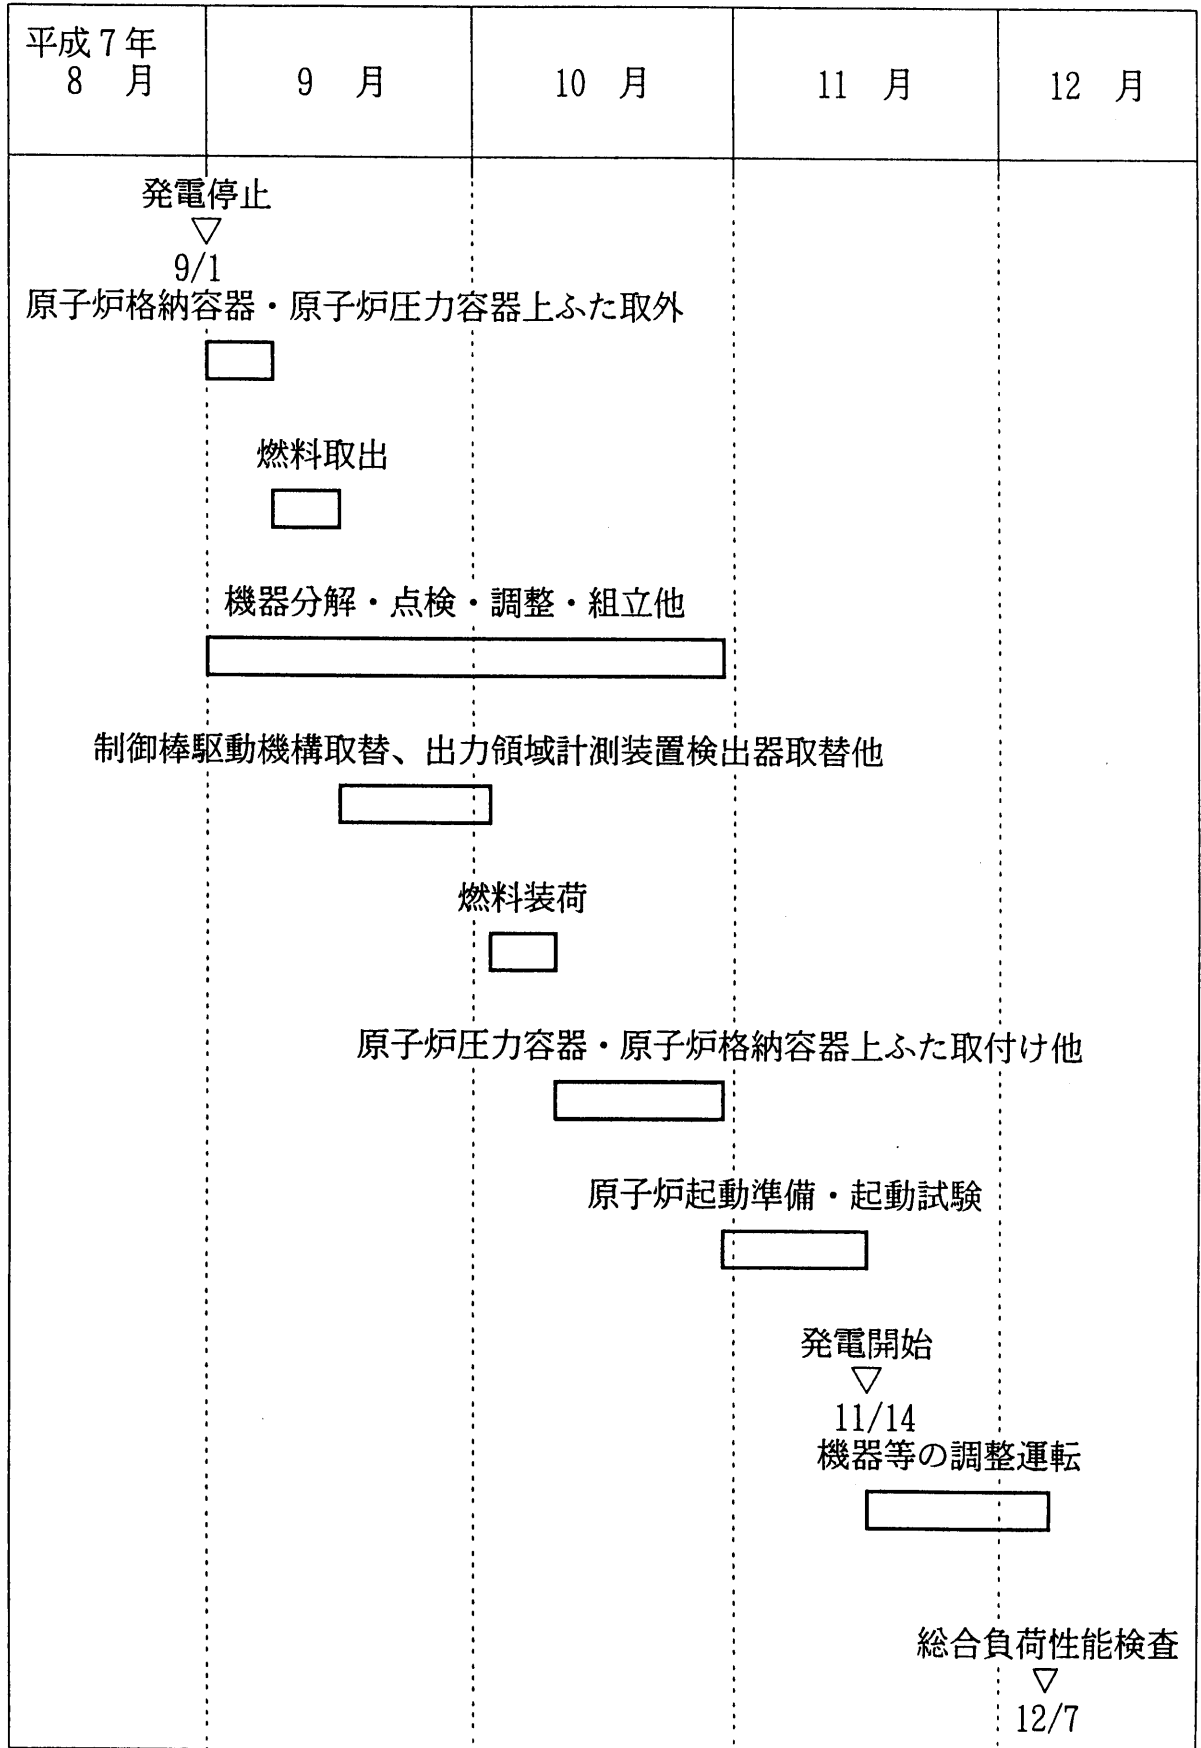 平成7年
8 月
9 月
10 月
11 月
12 月
発電停止
▽
9/1
原子炉格納容器・原子炉圧力容器上ふた取外
燃料取出
機器分解・点検・調整・組立他
制御棒駆動機構取替、出力領域計測装置検出器取替他
燃料装荷
原子炉圧力容器・原子炉格納容器上ふた取付け他
原子炉起動準備・起動試験
発電開始
▽
11/14
機器等の調整運転
総合負荷性能検査
▽
12/7